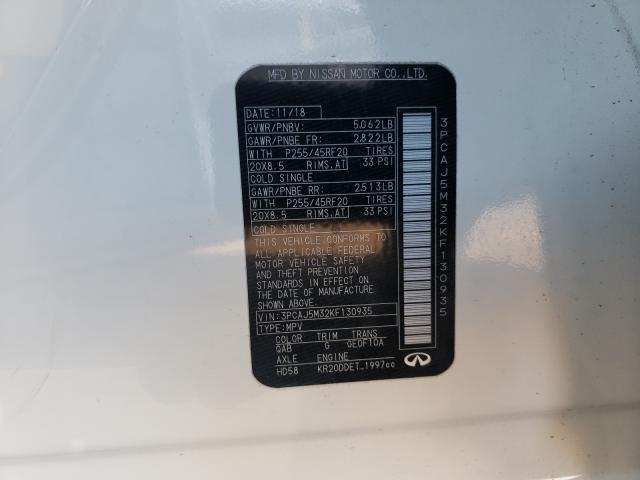 MFD BY NISSAN MOTOR CO.,LTD.
DATE: 11/18
GVWR/PNBV: 5,062LB
GAWR/PNBE FR: 2,822LB
WITH P255/45RF20 TIRES
20X8.5 RIMS,AT 33 PSI
COLD SINGLE
GAWR/PNBE RR: 2,513LB
WITH P255/45RF20 TIRES
20X8.5 RIMS,AT 33 PSI
COLD SINGLE
THIS VEHICLE CONFORMS TO
ALL APPLICABLE FEDERAL
MOTOR VEHICLE SAFETY
AND THEFT PREVENTION
STANDARDS IN EFFECT ON THE
DATE OF MANUFACTURE
SHOWN ABOVE.
VIN: 3PCAJ5M32KF130935
TYPE: MPV
COLOR TRIM TRANS
QAB G GE0F10A
AXLE ENGINE
HD58 KR20DDET_1997cc
3PCAJ5M32KF130935